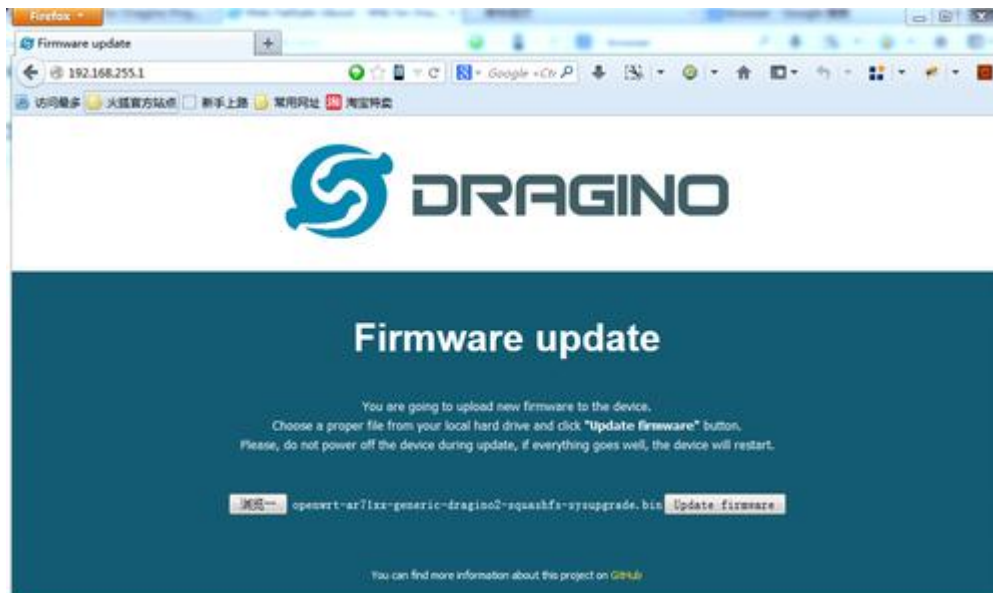 Firefox
Firmware update
192.168.255.1
Google
访问最多 火狐官方站点 新手上路 常用网址 淘宝特卖
DRAGINO
Firmware update
You are going to upload new firmware to the device.
Choose a proper file from your local hard drive and click "Update firmware" button.
Please, do not power off the device during update, if everything goes well, the device will restart.
浏览… openwrt-ar71xx-generic-dragino2-squashfs-sysupgrade.bin Update firmware
You can find more information about this project on GitHub